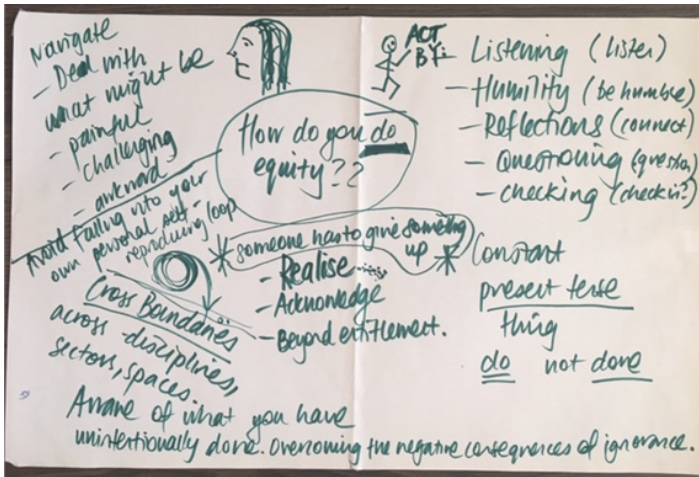 Navigate
- Deal with
what might be
- painful
- challenging
- awkward
Avoid falling into your
own personal self -
reproducing loop
Cross Boundaries
across disciplines,
sectors, spaces.
How do you do
equity??
* someone has to give something
up *
- Realise
- Acknowledge
- Beyond entitlement.
ACT
BY:
- Listening (listen)
- Humility (be humble)
- Reflections (connect)
- Questioning (question)
- checking (check in?)
Constant
present tense
thing
do not done
Aware of what you have
unintentionally done. Overcoming the negative consequences of ignorance.